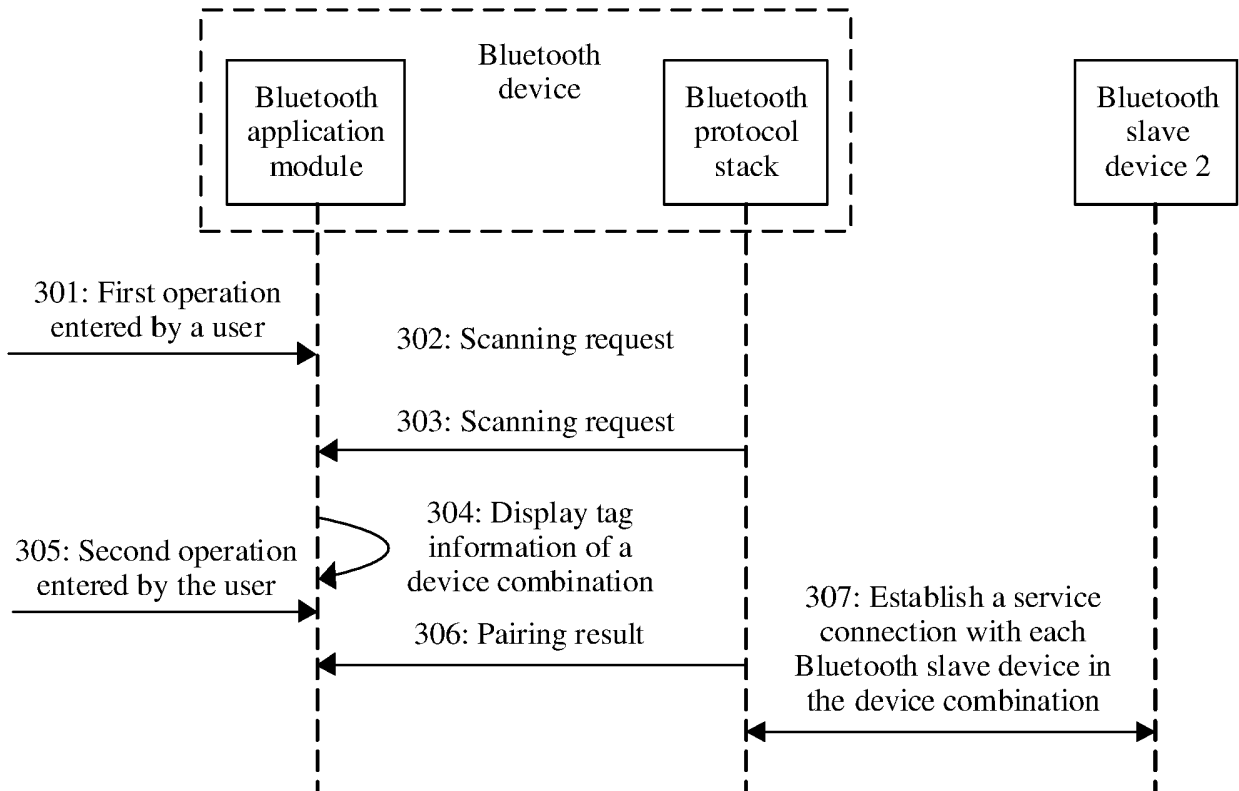 Bluetooth
device
Bluetooth
application
module
Bluetooth
protocol
stack
Bluetooth
slave
device 2
301: First operation
entered by a user
302: Scanning request
303: Scanning request
304: Display tag
information of a
device combination
305: Second operation
entered by the user
306: Pairing result
307: Establish a service
connection with each
Bluetooth slave device in
the device combination